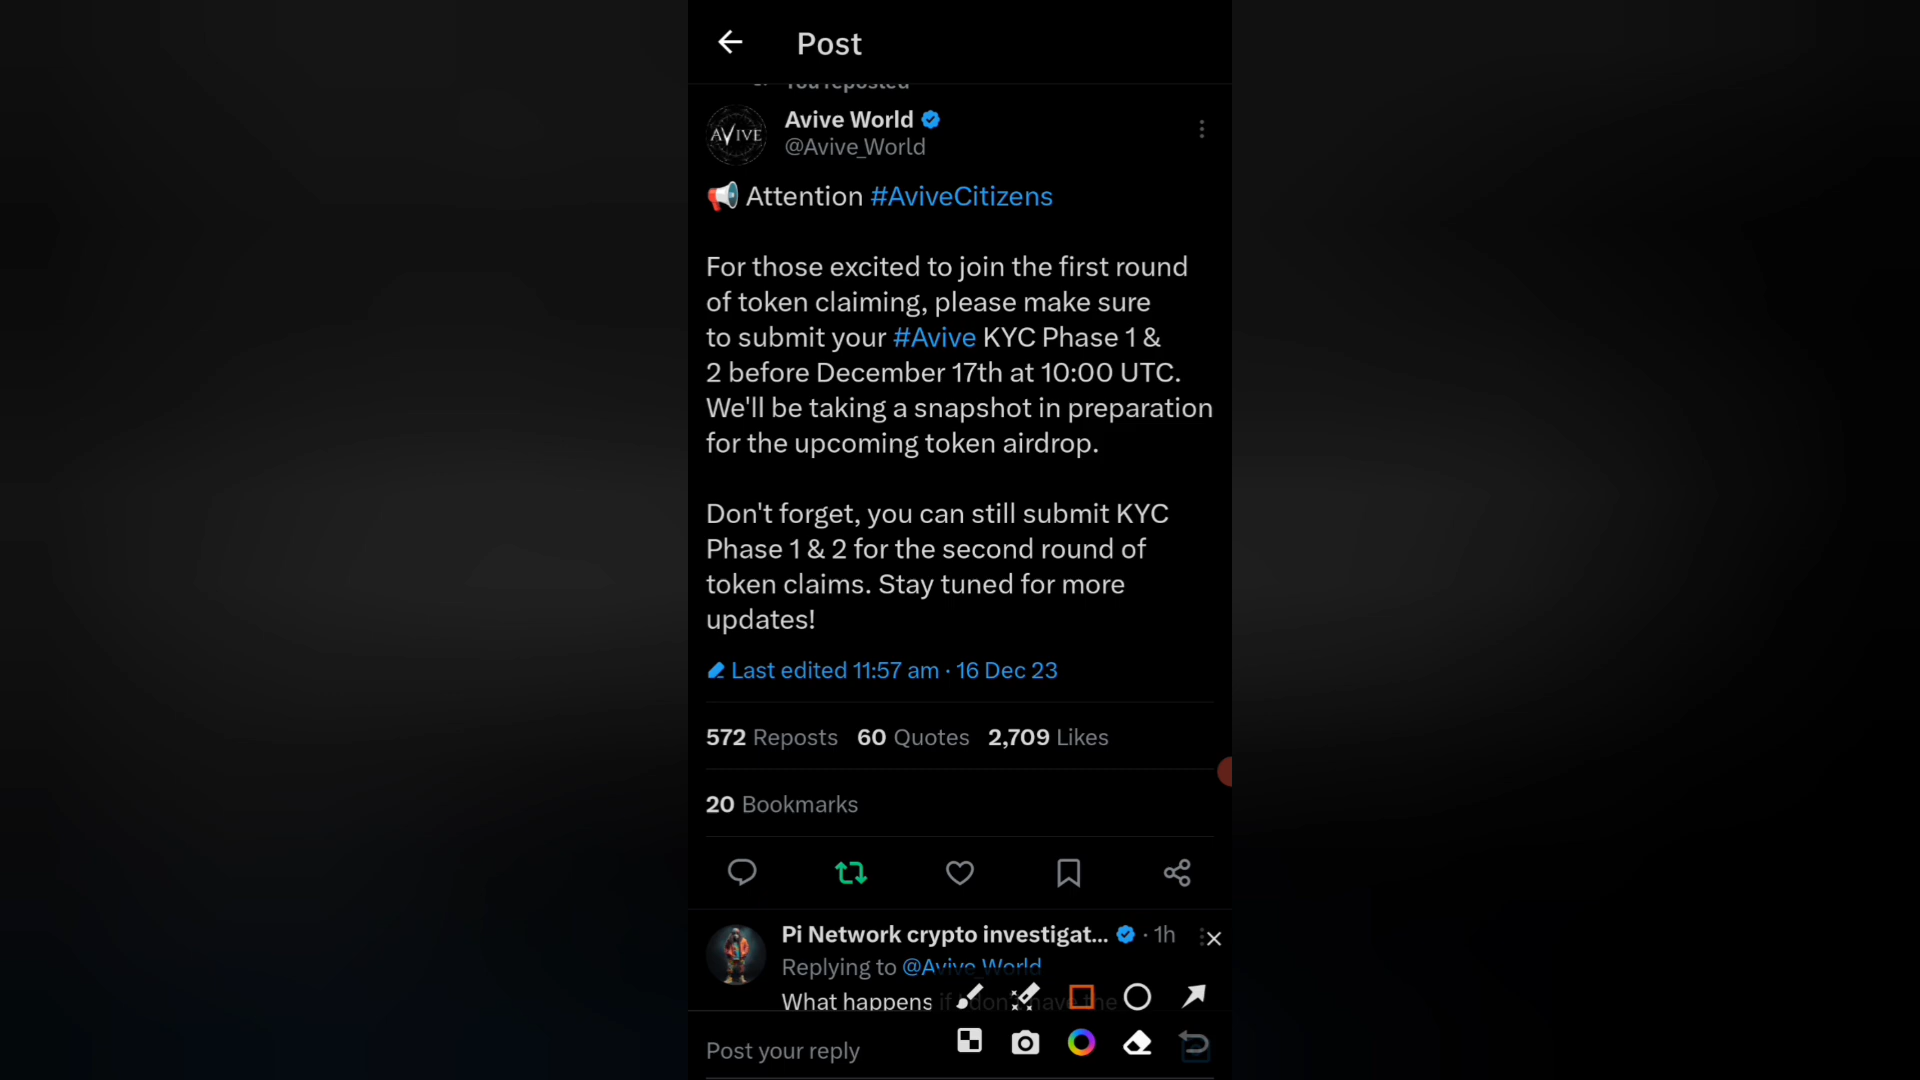 Post
You reposted
Avive World
@Avive_World
AVIVE
📢 Attention #AviveCitizens
For those excited to join the first round
of token claiming, please make sure
to submit your #Avive KYC Phase 1 &
2 before December 17th at 10:00 UTC.
We'll be taking a snapshot in preparation
for the upcoming token airdrop.
Don't forget, you can still submit KYC
Phase 1 & 2 for the second round of
token claims. Stay tuned for more
updates!
Last edited 11:57 am · 16 Dec 23
572 Reposts 60 Quotes 2,709 Likes
20 Bookmarks
Pi Network crypto investigat... · 1h
Replying to @Avive_World
What happens if I don't have the
Post your reply